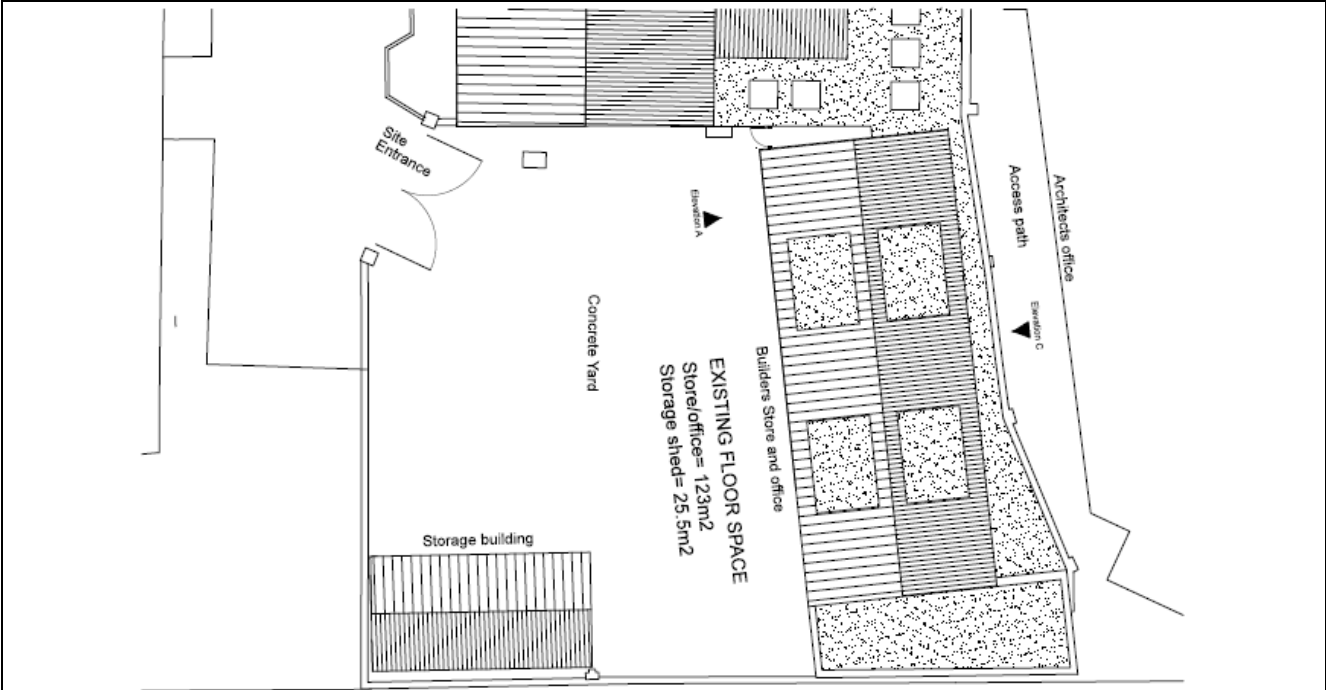 Site
Entrance
Elevation A
Access path
Architects office
Elevation C
Concrete Yard
Builders Store and office
EXISTING FLOOR SPACE
Store/office= 123m2
Storage shed= 25.5m2
Storage building